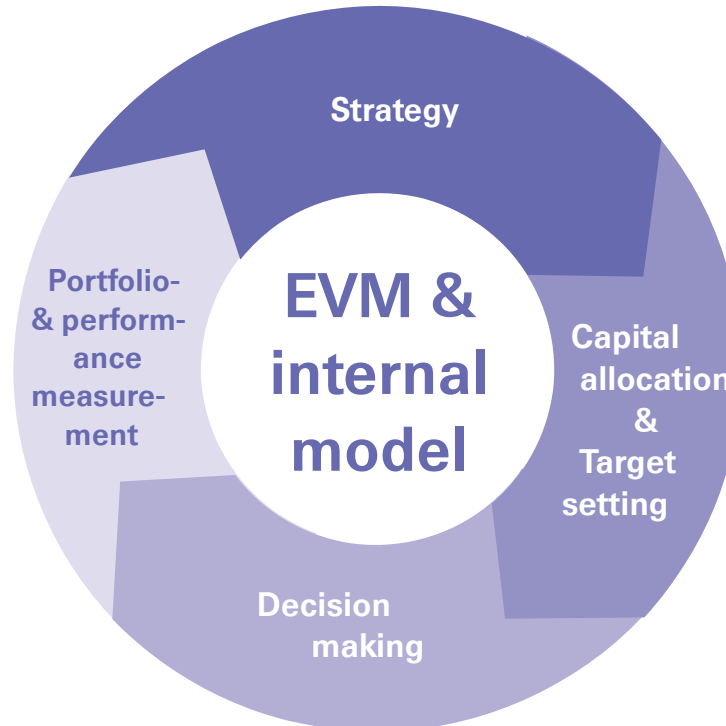 Strategy
EVM &
internal
model
Capital
allocation
&
Target
setting
Decision
making
Portfolio-
& perform-
ance
measure-
ment